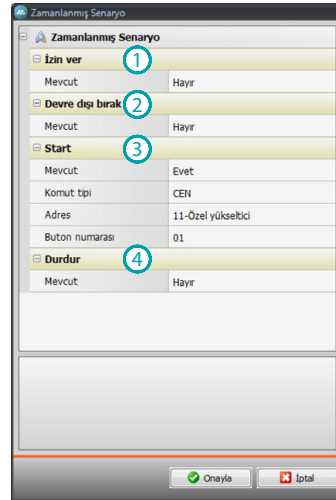 Zamanlanmış Senaryo
Zamanlanmış Senaryo
İzin ver 1
Mevcut Hayır
Devre dışı bırak 2
Mevcut Hayır
Start 3
Mevcut Evet
Komut tipi CEN
Adres 11-Özel yükseltici
Buton numarası 01
Durdur 4
Mevcut Hayır
Onayla İptal